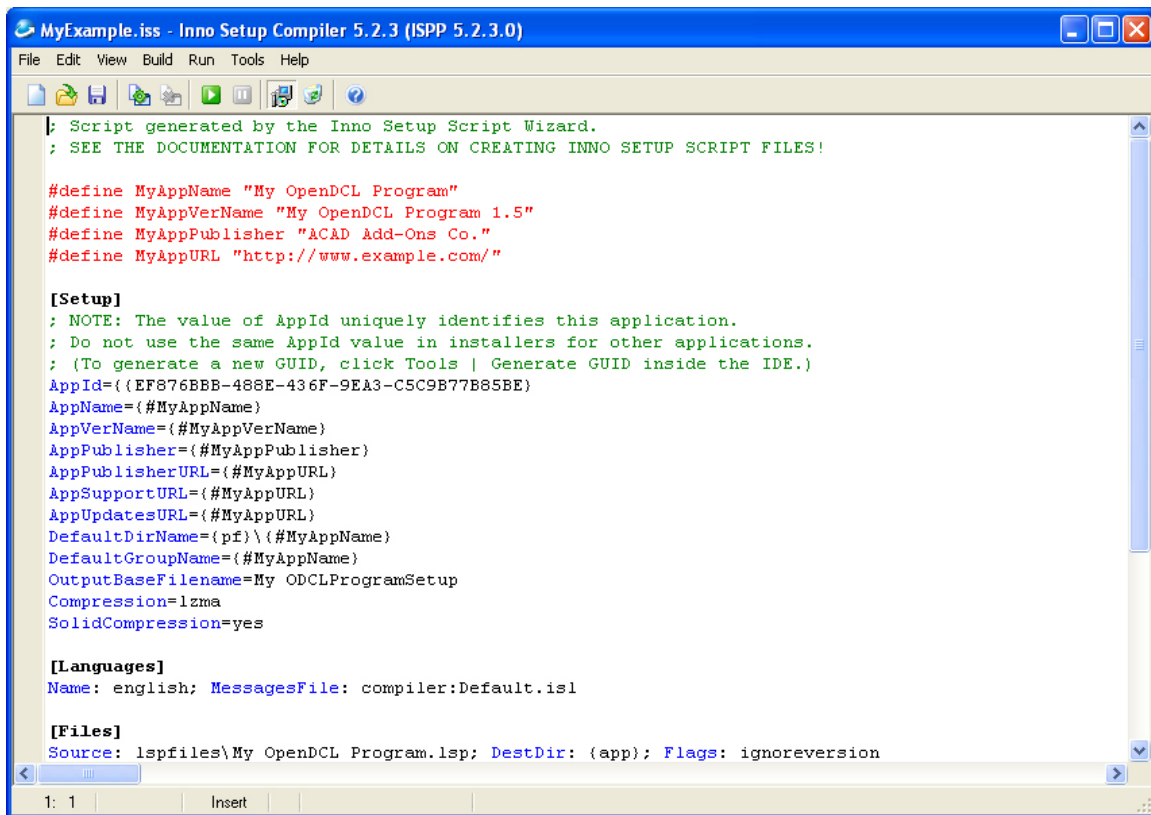 MyExample.iss - Inno Setup Compiler 5.2.3 (ISPP 5.2.3.0)
File Edit View Build Run Tools Help
; Script generated by the Inno Setup Script Wizard.
; SEE THE DOCUMENTATION FOR DETAILS ON CREATING INNO SETUP SCRIPT FILES!
#define MyAppName "My OpenDCL Program"
#define MyAppVerName "My OpenDCL Program 1.5"
#define MyAppPublisher "ACAD Add-Ons Co."
#define MyAppURL "http://www.example.com/"
[Setup]
; NOTE: The value of AppId uniquely identifies this application.
; Do not use the same AppId value in installers for other applications.
; (To generate a new GUID, click Tools | Generate GUID inside the IDE.)
AppId={{EF876BBB-488E-436F-9EA3-C5C9B77B85BE}
AppName={#MyAppName}
AppVerName={#MyAppVerName}
AppPublisher={#MyAppPublisher}
AppPublisherURL={#MyAppURL}
AppSupportURL={#MyAppURL}
AppUpdatesURL={#MyAppURL}
DefaultDirName={pf}\{#MyAppName}
DefaultGroupName={#MyAppName}
OutputBaseFilename=My ODCLProgramSetup
Compression=lzma
SolidCompression=yes
[Languages]
Name: english; MessagesFile: compiler:Default.isl
[Files]
Source: lspfiles\My OpenDCL Program.lsp; DestDir: {app}; Flags: ignoreversion
1: 1 Insert